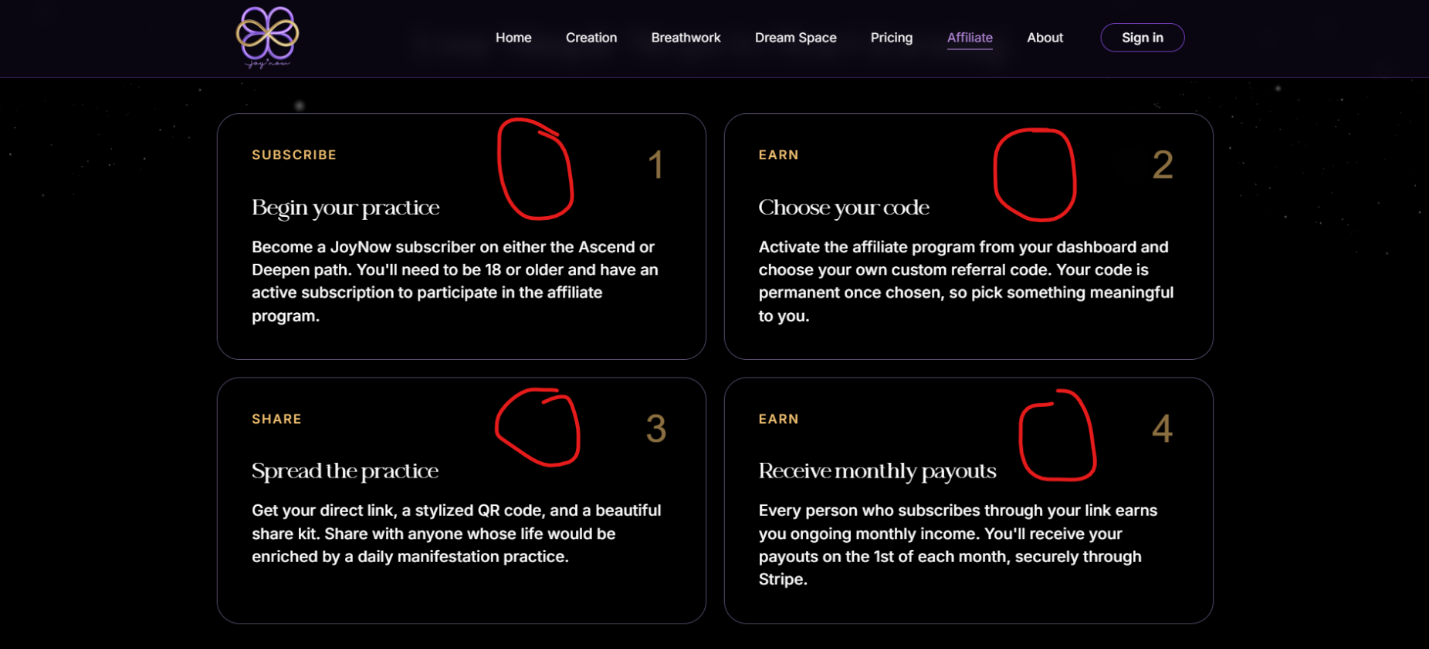 joy'now
Home
Creation
Breathwork
Dream Space
Pricing
Affiliate
About
Sign in
SUBSCRIBE
1
Begin your practice
Become a JoyNow subscriber on either the Ascend or
Deepen path. You'll need to be 18 or older and have an
active subscription to participate in the affiliate
program.
EARN
2
Choose your code
Activate the affiliate program from your dashboard and
choose your own custom referral code. Your code is
permanent once chosen, so pick something meaningful
to you.
SHARE
3
Spread the practice
Get your direct link, a stylized QR code, and a beautiful
share kit. Share with anyone whose life would be
enriched by a daily manifestation practice.
EARN
4
Receive monthly payouts
Every person who subscribes through your link earns
you ongoing monthly income. You'll receive your
payouts on the 1st of each month, securely through
Stripe.